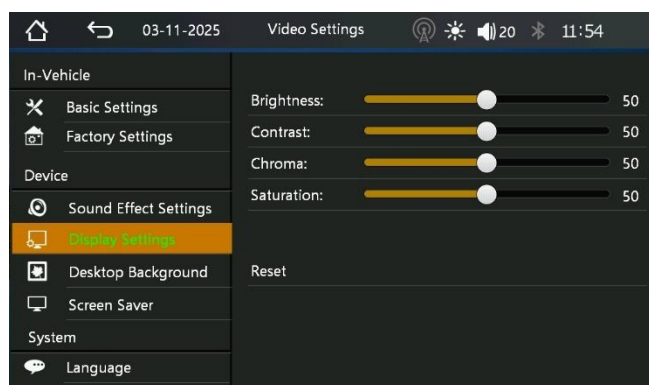 03-11-2025 Video Settings 20 11:54
In-Vehicle
Basic Settings
Factory Settings
Device
Sound Effect Settings
Display Settings
Desktop Background
Screen Saver
System
Language
Brightness: 50
Contrast: 50
Chroma: 50
Saturation: 50
Reset